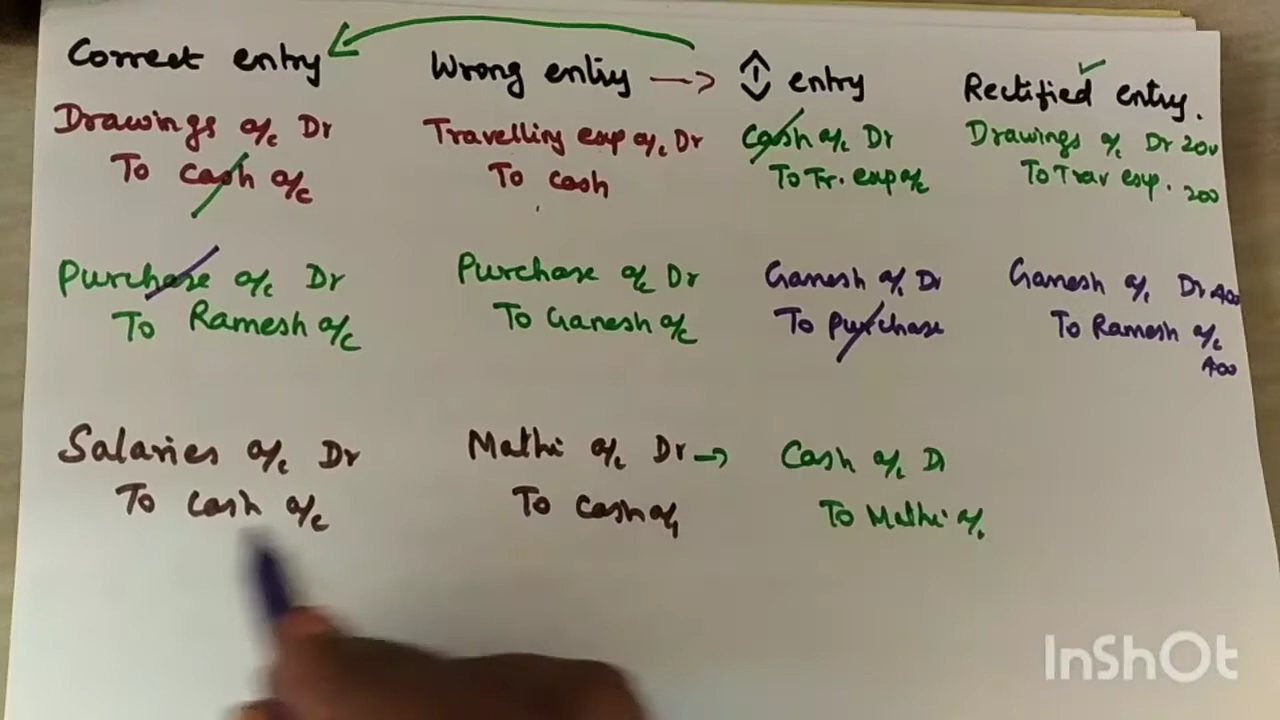 Correct entry
Wrong entry → ⇕ entry
Rectified entry.
Drawings a/c Dr
To cash a/c
Travelling exp a/c Dr
To cash
Cash a/c Dr
To Tr. exp a/c
Drawings a/c Dr 200
To Trav exp. 200
Purchase a/c Dr
To Ramesh a/c
Purchase a/c Dr
To Ganesh a/c
Ganesh a/c Dr
To purchase
Ganesh a/c Dr 400
To Ramesh a/c
400
Salaries a/c Dr
To cash a/c
Mathi a/c Dr →
To cash a/c
Cash a/c D
To Mathi a/c
InShOt